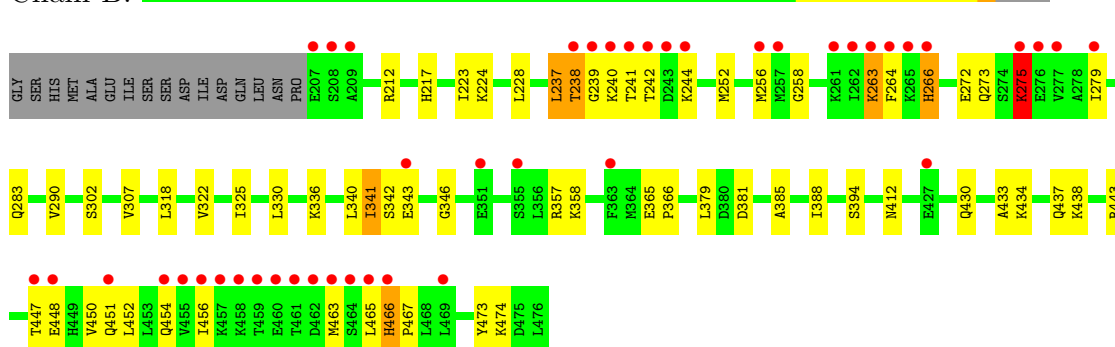 GLY SER HIS MET ALA GLU ILE SER SER ASP ILE ASP GLN LEU ASN PRO E207 S208 A209 R212 H217 I223 K224 L228 L237 T238 G239 K240 T241 T242 D243 K244 M252 M256 M257 G258 K261 I262 K263 F264 K265 H266 E272 Q273 S274 K275 E276 V277 A278 I279
Q283 V290 S302 V307 L318 V322 I325 L330 K336 L340 I341 S342 E343 G346 E351 S355 L356 R357 K358 F363 M364 E365 P366 L379 D380 D381 A385 I388 S394 N412 E427 Q430 A433 K434 Q437 K438
T447 E448 H449 V450 Q451 L452 L453 Q454 V455 I456 K457 K458 T459 E460 T461 D462 M463 S464 L465 H466 P467 L468 L469 Y473 K474 D475 L476